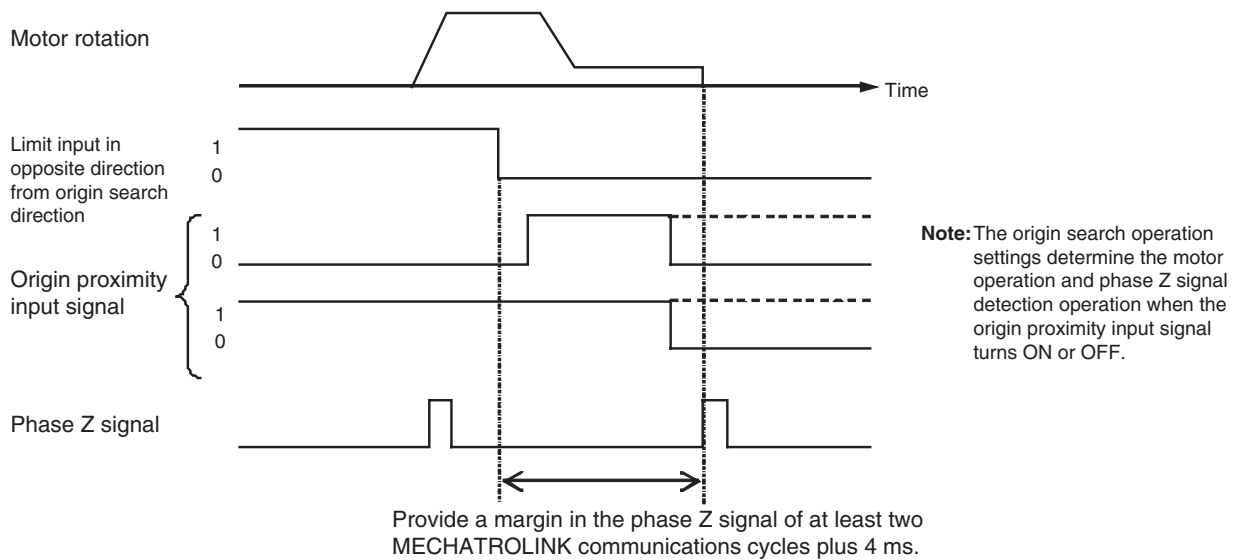 Motor rotation
Time
Limit input in
opposite direction
from origin search
direction
1
0
Origin proximity
input signal
1
0
1
0
Note: The origin search operation
settings determine the motor
operation and phase Z signal
detection operation when the
origin proximity input signal
turns ON or OFF.
Phase Z signal
Provide a margin in the phase Z signal of at least two
MECHATROLINK communications cycles plus 4 ms.